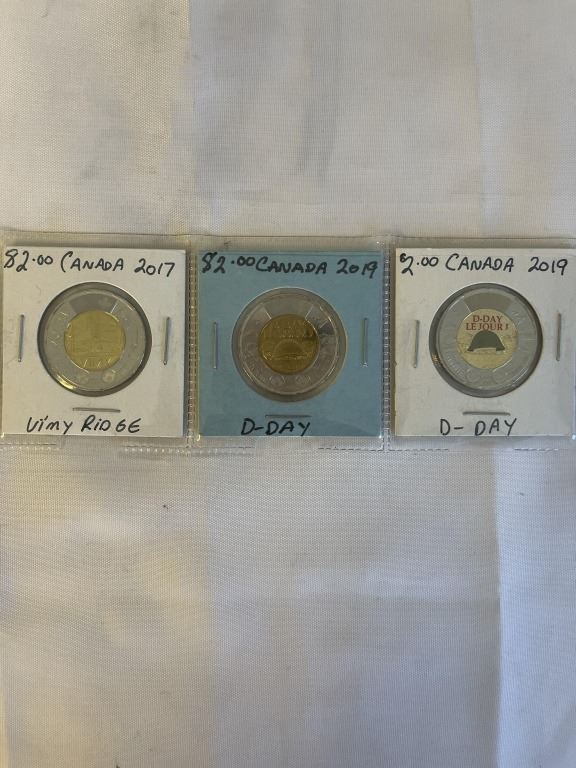 $2.00 CANADA 2017
Vimy RIDGE
$2.00 CANADA 2019
D-DAY
$2.00 CANADA 2019
D-DAY
LE JOUR J
D-DAY